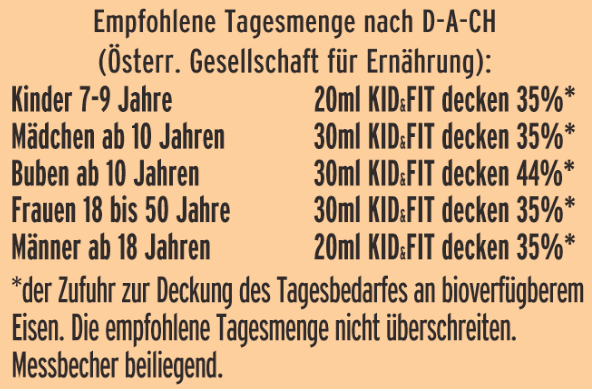 Empfohlene Tagesmenge nach D-A-CH
(Österr. Gesellschaft für Ernährung):
Kinder 7-9 Jahre 20ml KID&FIT decken 35%*
Mädchen ab 10 Jahren 30ml KID&FIT decken 35%*
Buben ab 10 Jahren 30ml KID&FIT decken 44%*
Frauen 18 bis 50 Jahre 30ml KID&FIT decken 35%*
Männer ab 18 Jahren 20ml KID&FIT decken 35%*
*der Zufuhr zur Deckung des Tagesbedarfes an bioverfügberem
Eisen. Die empfohlene Tagesmenge nicht überschreiten.
Messbecher beiliegend.